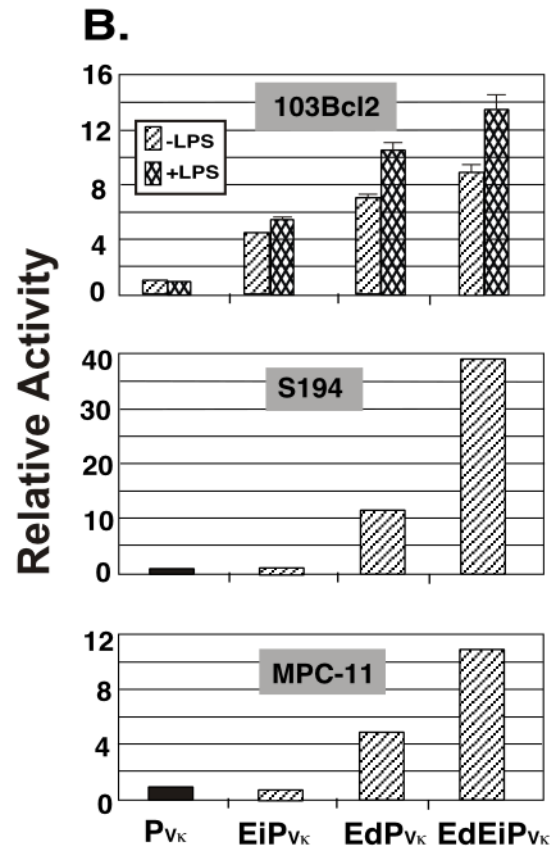 B.
Relative Activity
16
12
8
4
0
103Bcl2
-LPS
+LPS
40
30
20
10
0
S194
12
8
4
0
MPC-11
Pvκ EiPvκ EdPvκ EdEiPvκ